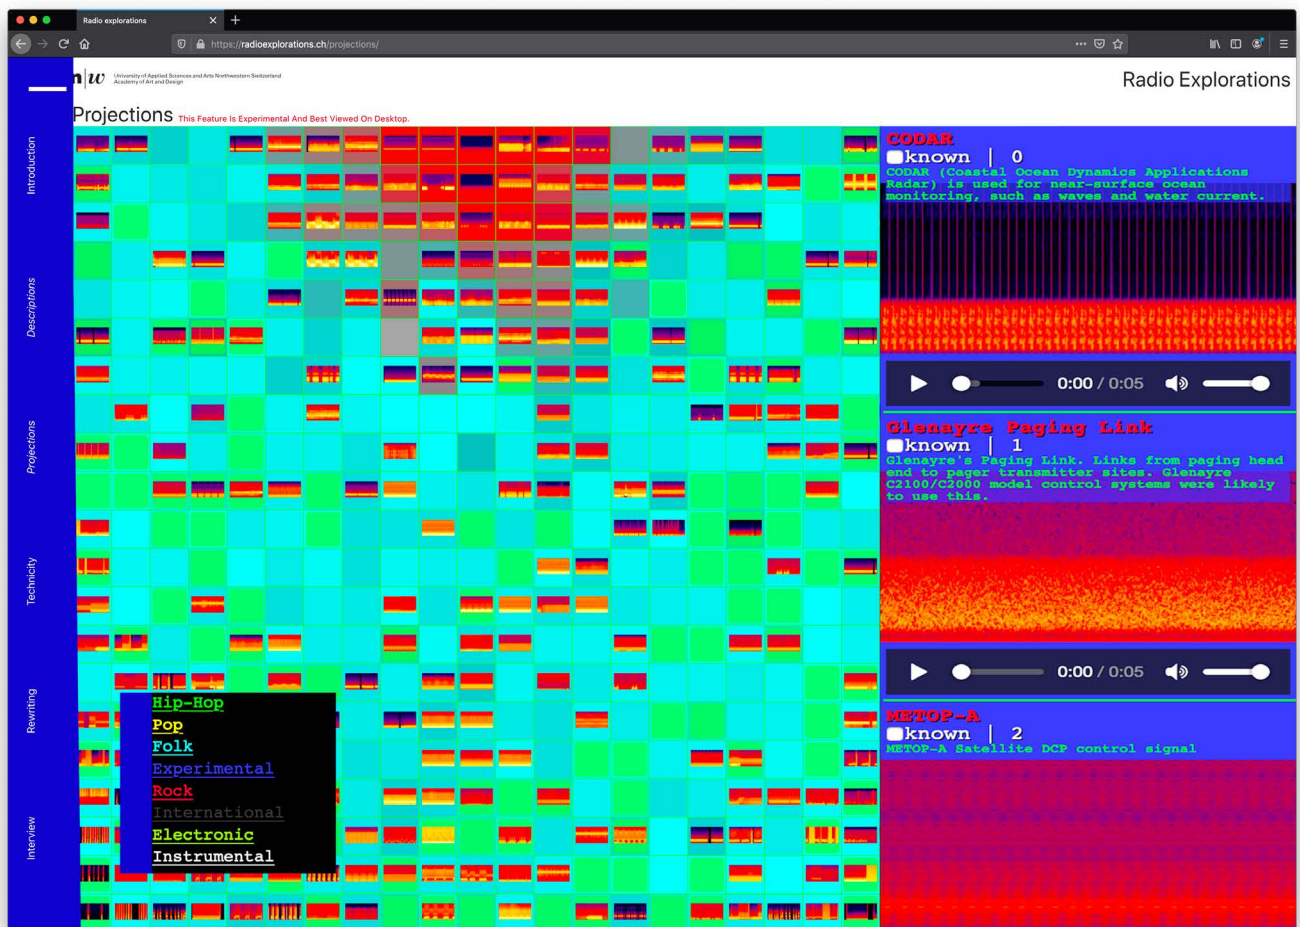 Radio explorations
https://radioexplorations.ch/projections/
n|w University of Applied Sciences and Arts Northwestern Switzerland
Academy of Art and Design
Radio Explorations
Projections This Feature Is Experimental And Best Viewed On Desktop.
Introduction
Descriptions
Projections
Technicity
Rewriting
Interview
Hip-Hop
Pop
Folk
Experimental
Rock
International
Electronic
Instrumental
CODAR
known | 0
CODAR (Coastal Ocean Dynamics Applications
Radar) is used for near-surface ocean
monitoring, such as waves and water current.
0:00 / 0:05
Glenayre Paging Link
known | 1
Glenayre's Paging Link. Links from paging head
end to pager transmitter sites. Glenayre
C2100/C2000 model control systems were likely
to use this.
0:00 / 0:05
METOP-A
known | 2
METOP-A Satellite DCP control signal